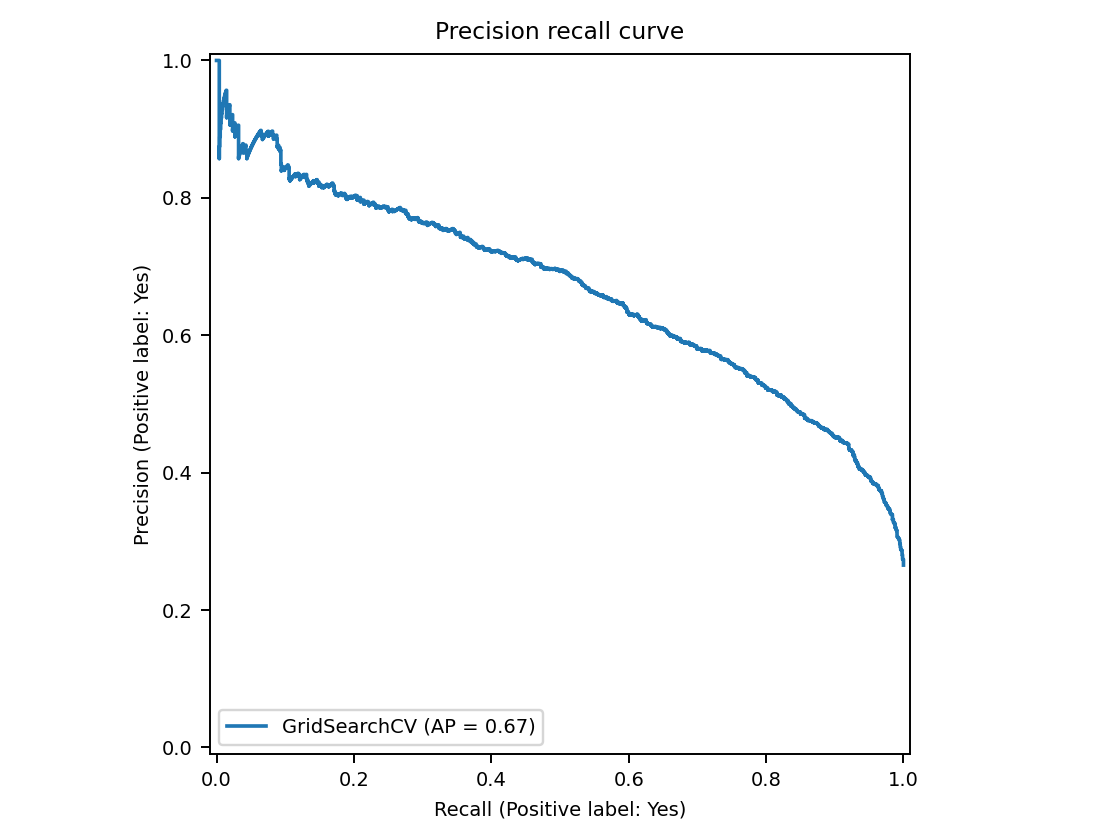 Precision recall curve
1.0
0.8
0.6
0.4
0.2
0.0
Precision (Positive label: Yes)
GridSearchCV (AP = 0.67)
0.0 0.2 0.4 0.6 0.8 1.0
Recall (Positive label: Yes)